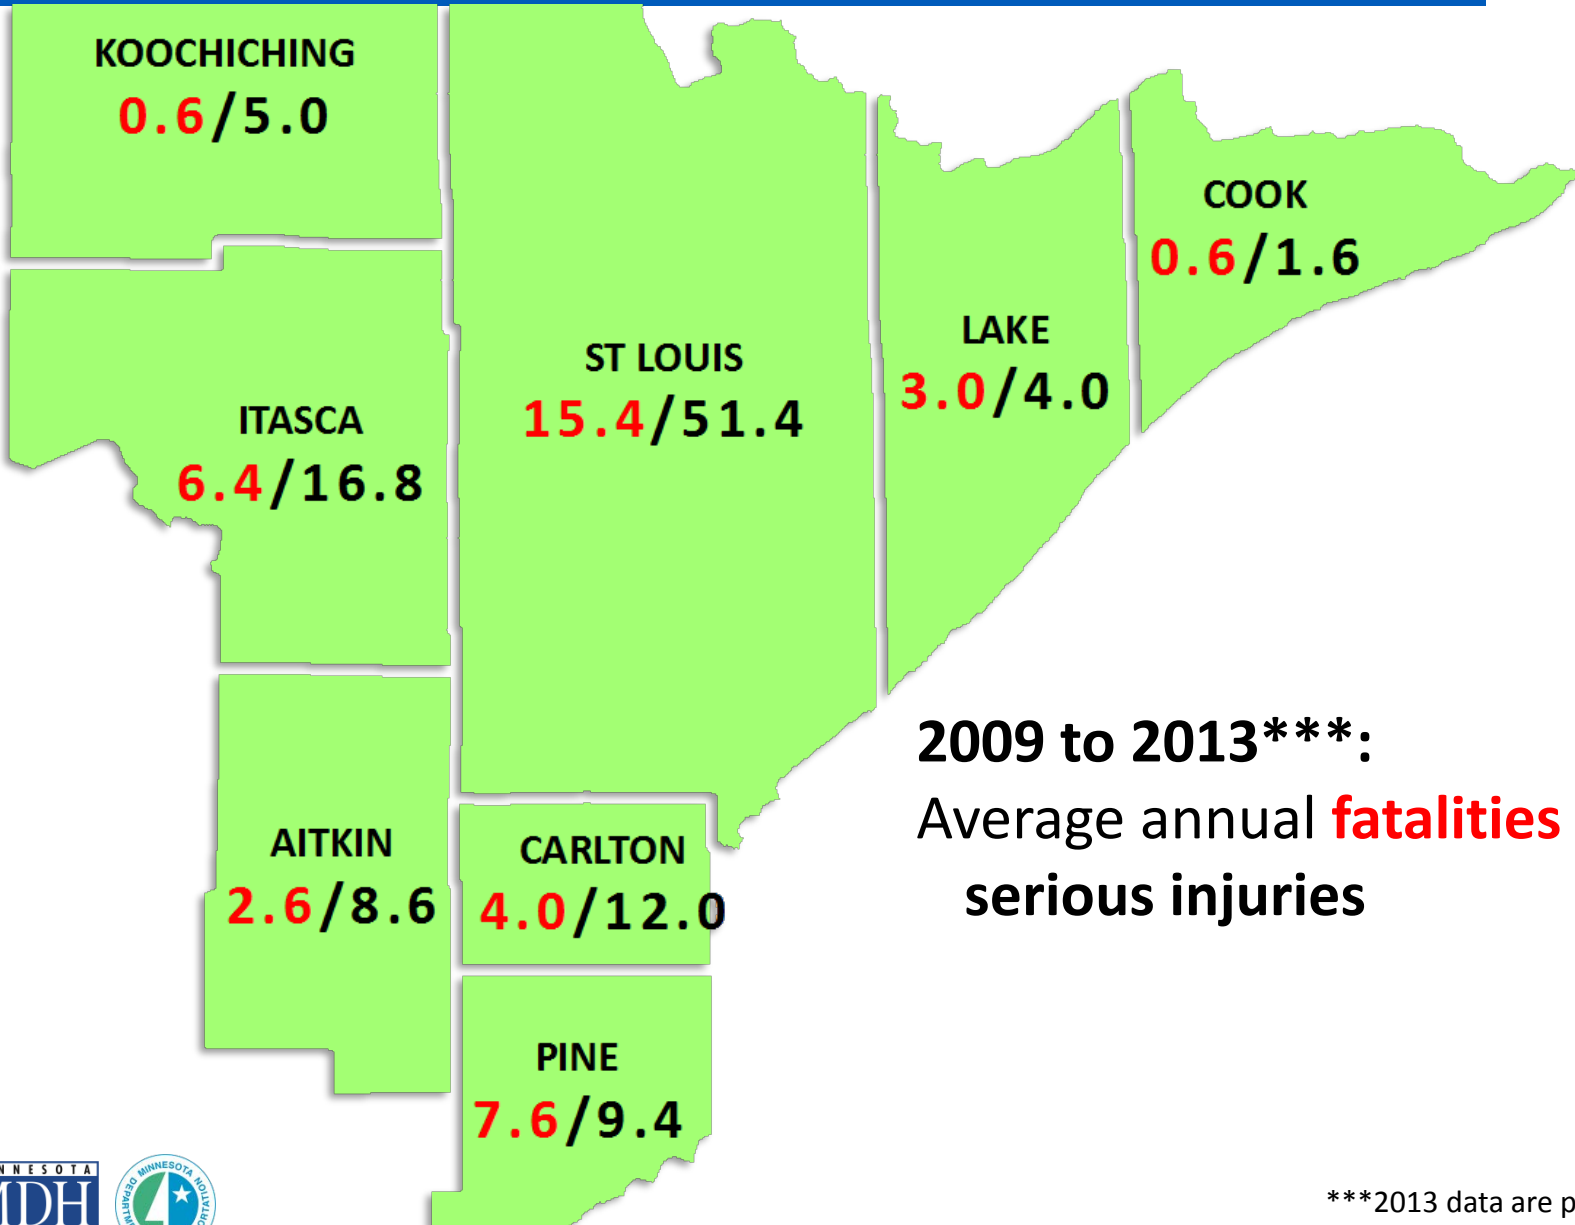 KOOCHICHING
0.6/5.0
COOK
0.6/1.6
LAKE
3.0/4.0
ST LOUIS
15.4/51.4
ITASCA
6.4/16.8
2009 to 2013***:
Average annual fatalities
serious injuries
AITKIN
2.6/8.6
CARLTON
4.0/12.0
PINE
7.6/9.4
MDH
MINNESOTA
***2013 data are p